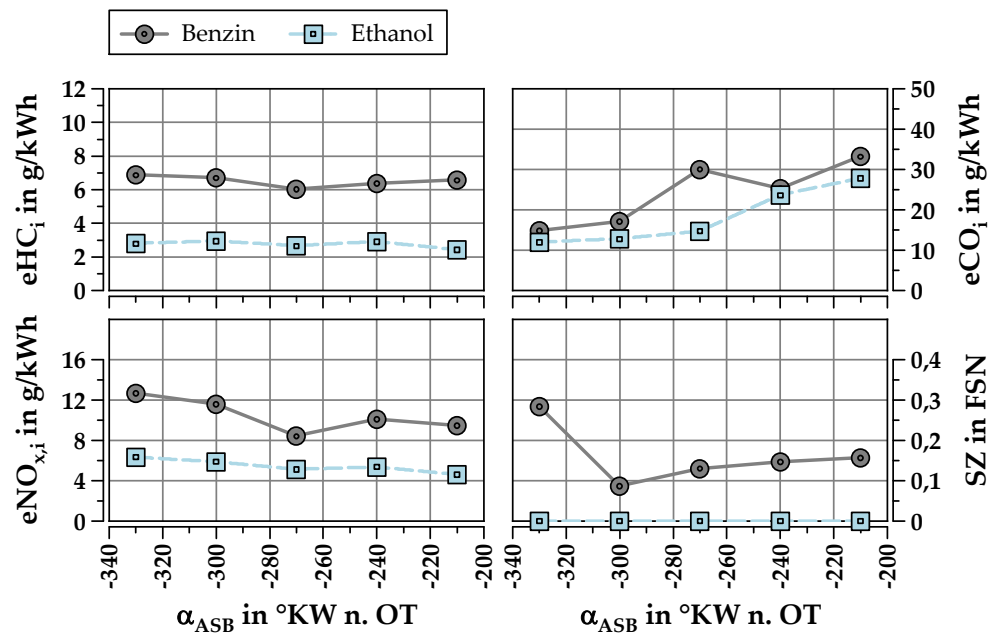 Benzin Ethanol
eHCᵢ in g/kWh
12
10
8
6
4
2
0
50
40
30
20
10
0
eCOᵢ in g/kWh
eNOₓ,ᵢ in g/kWh
16
12
8
4
0
0,4
0,3
0,2
0,1
0
SZ in FSN
-340 -320 -300 -280 -260 -240 -220 -200
-340 -320 -300 -280 -260 -240 -220 -200
α_ASB in °KW n. OT
α_ASB in °KW n. OT